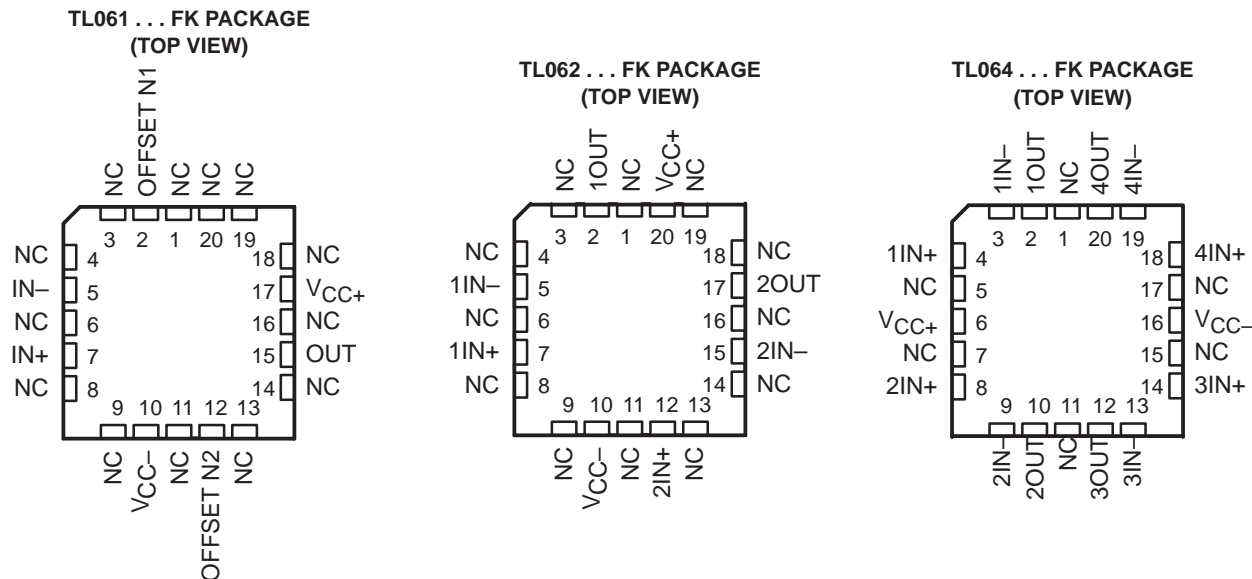 TL061 . . . FK PACKAGE
(TOP VIEW)
NC
OFFSET N1
NC
NC
NC
3
2
1
20
19
NC
4
IN–
5
NC
6
IN+
7
NC
8
18
NC
17
VCC+
16
NC
15
OUT
14
NC
9
10
11
12
13
NC
VCC–
NC
OFFSET N2
NC
TL062 . . . FK PACKAGE
(TOP VIEW)
NC
1OUT
NC
VCC+
NC
3
2
1
20
19
NC
4
1IN–
5
NC
6
1IN+
7
NC
8
18
NC
17
2OUT
16
NC
15
2IN–
14
NC
9
10
11
12
13
NC
VCC–
NC
2IN+
NC
TL064 . . . FK PACKAGE
(TOP VIEW)
1IN–
1OUT
NC
4OUT
4IN–
3
2
1
20
19
1IN+
4
NC
5
VCC+
6
NC
7
2IN+
8
18
4IN+
17
NC
16
VCC–
15
NC
14
3IN+
9
10
11
12
13
2IN–
2OUT
NC
3OUT
3IN–